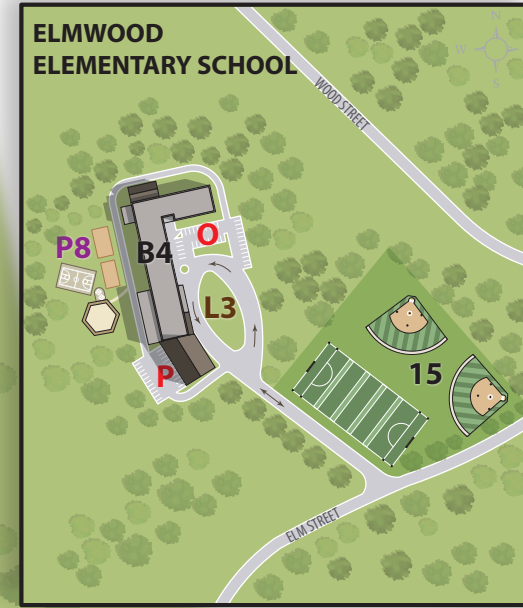 ELMWOOD
ELEMENTARY SCHOOL
N
W
S
WOOD STREET
P8
B4
O
L3
P
15
ELM STREET